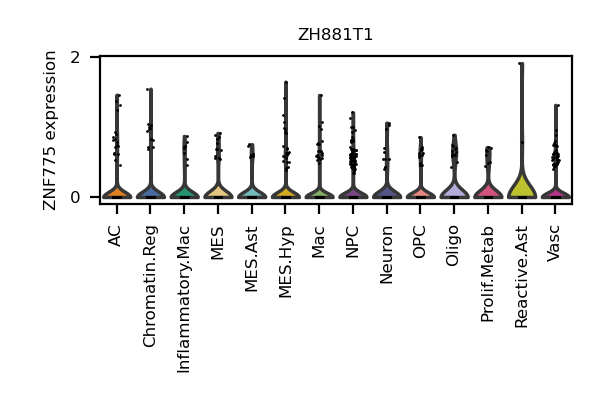 ZH881T1
ZNF775 expression
2
0
AC
Chromatin.Reg
Inflammatory.Mac
MES
MES.Ast
MES.Hyp
Mac
NPC
Neuron
OPC
Oligo
Prolif.Metab
Reactive.Ast
Vasc